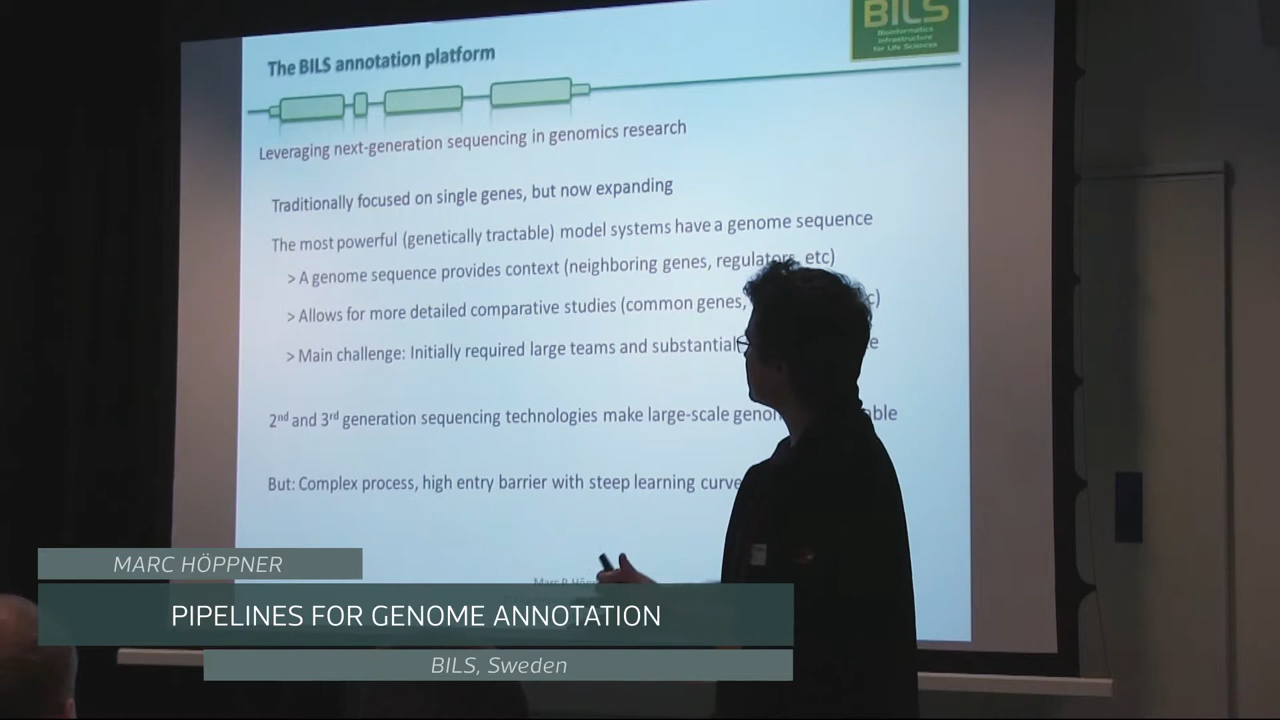 BILS
Bioinformatics
Infrastructure
for Life Sciences
The BILS annotation platform
Leveraging next-generation sequencing in genomics research
Traditionally focused on single genes, but now expanding
The most powerful (genetically tractable) model systems have a genome sequence
> A genome sequence provides context (neighboring genes, regulators, etc)
> Allows for more detailed comparative studies (common genes,
> Main challenge: Initially required large teams and substantial
2nd and 3rd generation sequencing technologies make large-scale
But: Complex process, high entry barrier with steep learning curve
MARC HÖPPNER
PIPELINES FOR GENOME ANNOTATION
BILS, Sweden